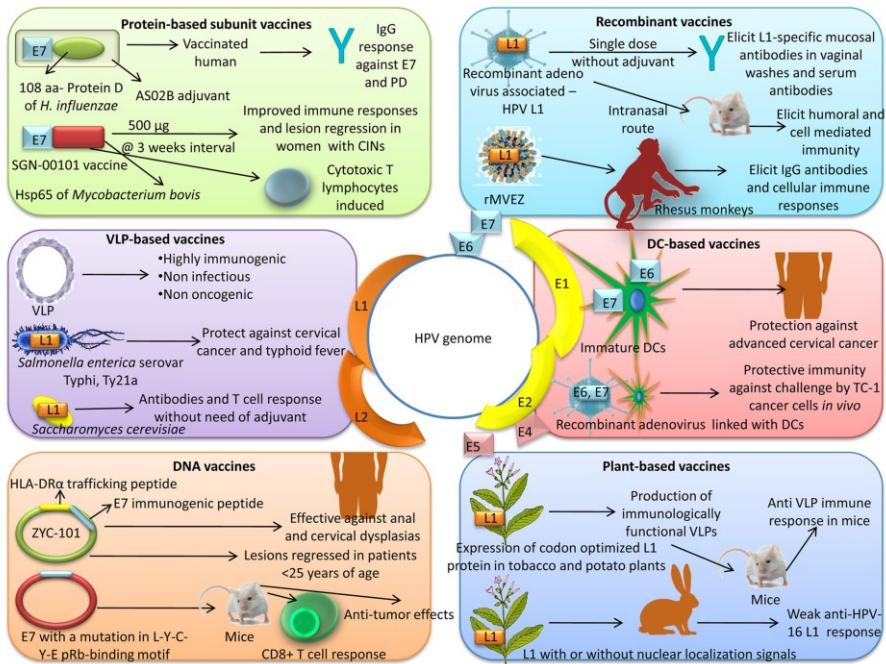 Protein-based subunit vaccines
E7
Vaccinated
human
IgG
response
against E7
and PD
108 aa- Protein D
of H. influenzae
AS02B adjuvant
E7
500 µg
@ 3 weeks interval
Improved immune responses
and lesion regression in
women with CINs
SGN-00101 vaccine
Hsp65 of Mycobacterium bovis
Cytotoxic T
lymphocytes
induced
Recombinant vaccines
L1
Single dose
without adjuvant
Elicit L1-specific mucosal
antibodies in vaginal
washes and serum
antibodies
Recombinant adeno
virus associated –
HPV L1
Intranasal
route
Elicit humoral and
cell mediated
immunity
L1
rMVEZ
Rhesus monkeys
Elicit IgG antibodies
and cellular immune
responses
VLP-based vaccines
VLP
•Highly immunogenic
•Non infectious
•Non oncogenic
L1
Salmonella enterica serovar
Typhi, Ty21a
Protect against cervical
cancer and typhoid fever
L1
Saccharomyces cerevisiae
Antibodies and T cell response
without need of adjuvant
E7
E6
E1
L1
HPV genome
L2
E2
E4
E5
DC-based vaccines
E6
E7
Immature DCs
Protection against
advanced cervical cancer
E6, E7
Recombinant adenovirus linked with DCs
Protective immunity
against challenge by TC-1
cancer cells in vivo
DNA vaccines
HLA-DRα trafficking peptide
E7 immunogenic peptide
ZYC-101
Effective against anal
and cervical dysplasias
Lesions regressed in patients
<25 years of age
E7 with a mutation in L-Y-C-
Y-E pRb-binding motif
Mice
CD8+ T cell response
Anti-tumor effects
Plant-based vaccines
L1
Production of
immunologically
functional VLPs
Anti VLP immune
response in mice
Expression of codon optimized L1
protein in tobacco and potato plants
Mice
L1
Weak anti-HPV-
16 L1 response
L1 with or without nuclear localization signals